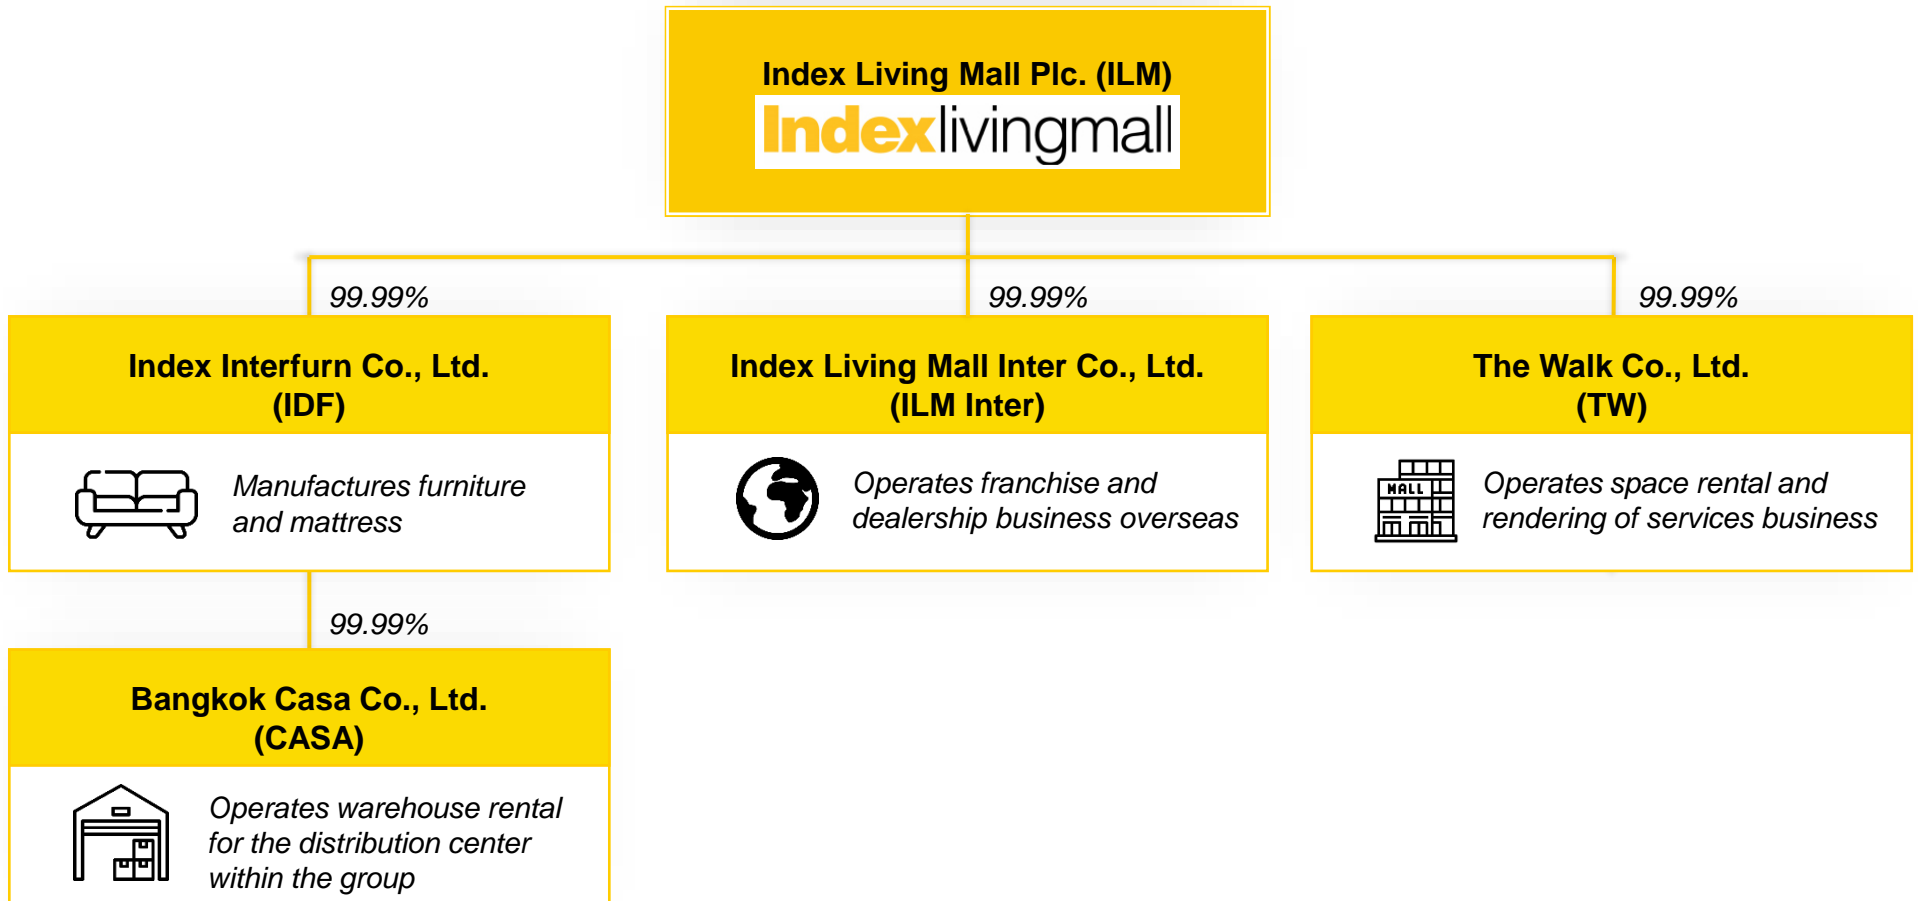 Index Living Mall Plc. (ILM)
Indexlivingmall
99.99%
99.99%
99.99%
Index Interfurn Co., Ltd.
(IDF)
Manufactures furniture
and mattress
Index Living Mall Inter Co., Ltd.
(ILM Inter)
Operates franchise and
dealership business overseas
The Walk Co., Ltd.
(TW)
MALL
Operates space rental and
rendering of services business
99.99%
Bangkok Casa Co., Ltd.
(CASA)
Operates warehouse rental
for the distribution center
within the group